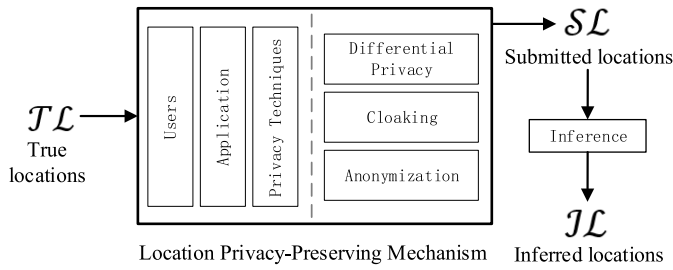 𝒯ℒ
True
locations
Users
Application
Privacy Techniques
Differential
Privacy
Cloaking
Anonymization
Location Privacy-Preserving Mechanism
𝒮ℒ
Submitted locations
Inference
ℐℒ
Inferred locations